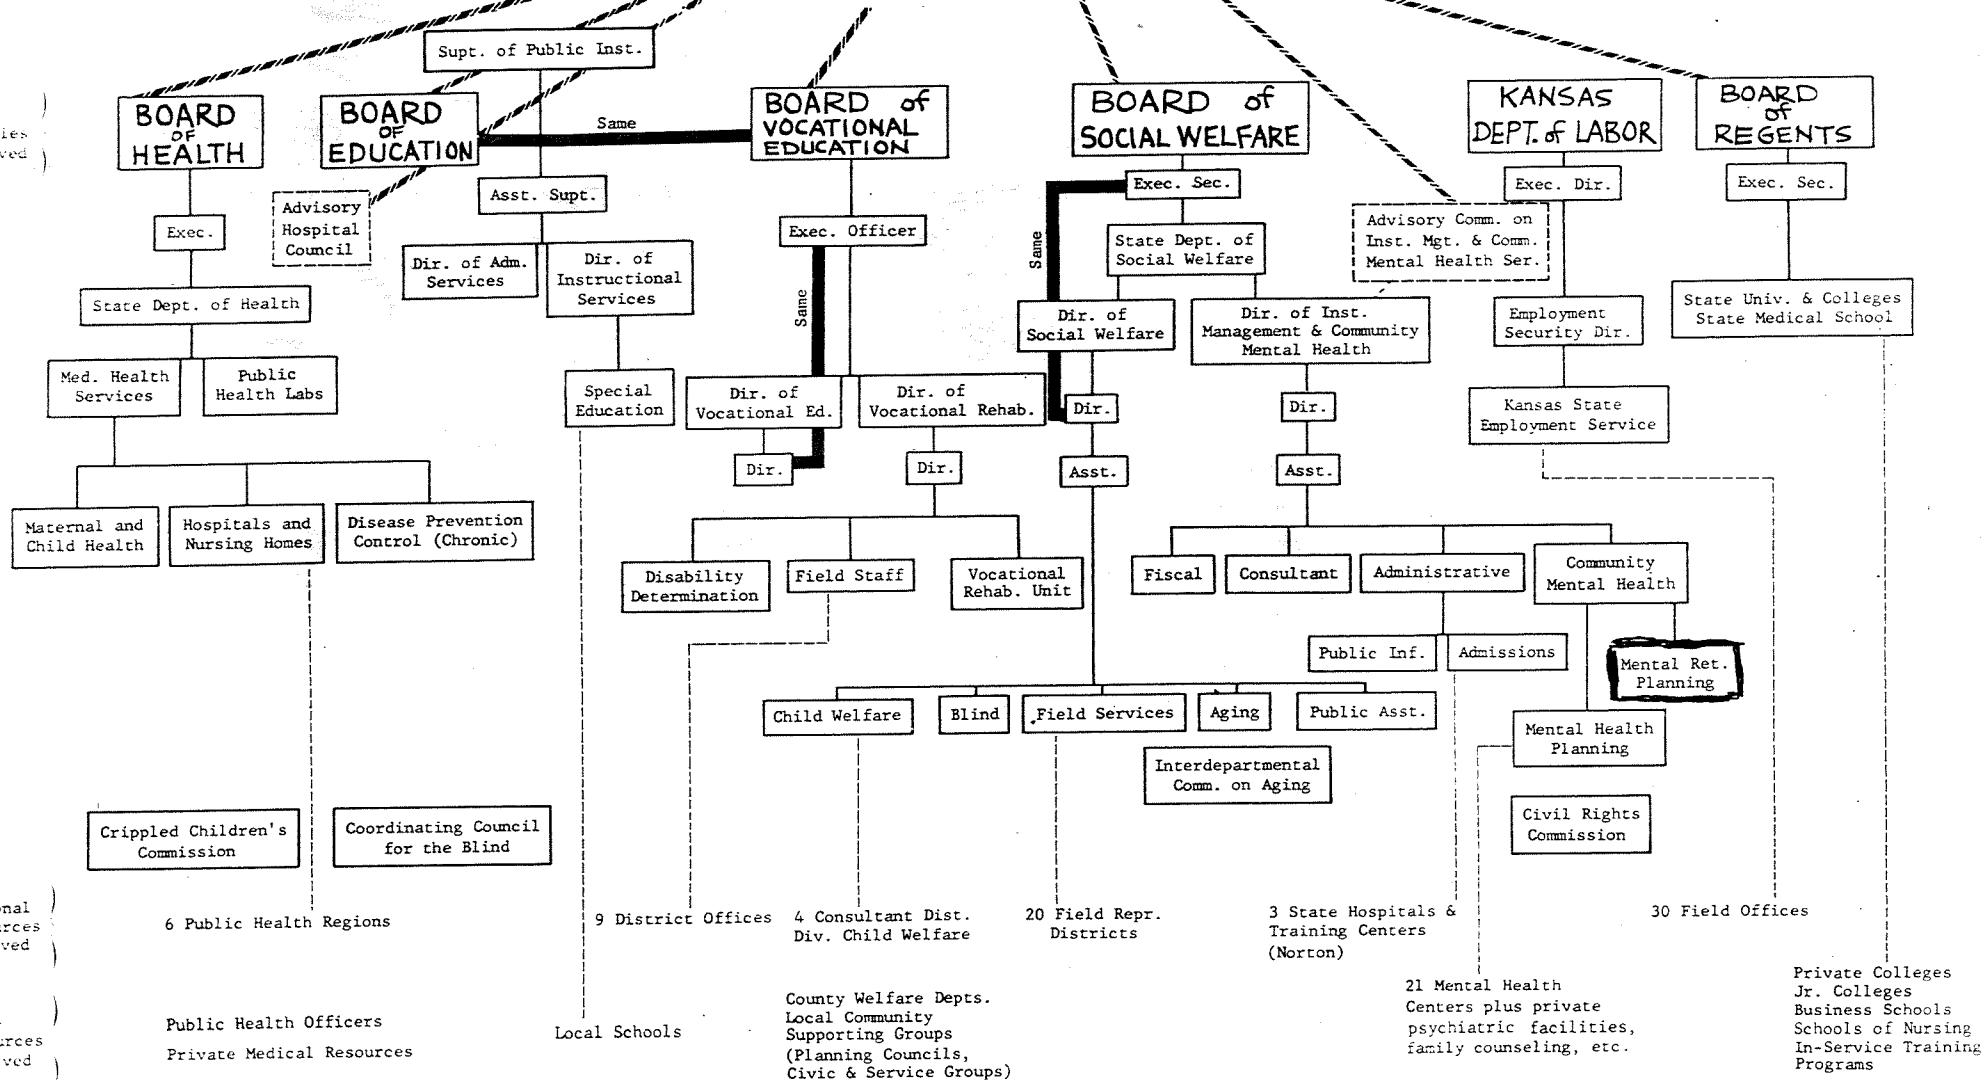 Supt. of Public Inst.
BOARD
OF
HEALTH
BOARD
OF
EDUCATION
Same
BOARD of
VOCATIONAL
EDUCATION
BOARD of
SOCIAL WELFARE
KANSAS
DEPT. of LABOR
BOARD
of
REGENTS
Exec.
Advisory
Hospital
Council
Asst. Supt.
Exec. Officer
Exec. Sec.
Exec. Dir.
Exec. Sec.
State Dept. of Health
Dir. of Adm.
Services
Dir. of
Instructional
Services
Same
Same
State Dept. of
Social Welfare
Advisory Comm. on
Inst. Mgt. & Comm.
Mental Health Ser.
Dir. of
Social Welfare
Dir. of Inst.
Management & Community
Mental Health
Employment
Security Dir.
State Univ. & Colleges
State Medical School
Med. Health
Services
Public
Health Labs
Special
Education
Dir. of
Vocational Ed.
Dir. of
Vocational Rehab.
Dir.
Dir.
Kansas State
Employment Service
Dir.
Dir.
Asst.
Asst.
Maternal and
Child Health
Hospitals and
Nursing Homes
Disease Prevention
Control (Chronic)
Disability
Determination
Field Staff
Vocational
Rehab. Unit
Fiscal
Consultant
Administrative
Community
Mental Health
Public Inf.
Admissions
Mental Ret.
Planning
Child Welfare
Blind
Field Services
Aging
Public Asst.
Mental Health
Planning
Interdepartmental
Comm. on Aging
Crippled Children's
Commission
Coordinating Council
for the Blind
Civil Rights
Commission
6 Public Health Regions
9 District Offices
4 Consultant Dist.
Div. Child Welfare
20 Field Repr.
Districts
3 State Hospitals &
Training Centers
(Norton)
30 Field Offices
21 Mental Health
Centers plus private
psychiatric facilities,
family counseling, etc.
Private Colleges
Jr. Colleges
Business Schools
Schools of Nursing
In-Service Training
Programs
Public Health Officers
Private Medical Resources
Local Schools
County Welfare Depts.
Local Community
Supporting Groups
(Planning Councils,
Civic & Service Groups)